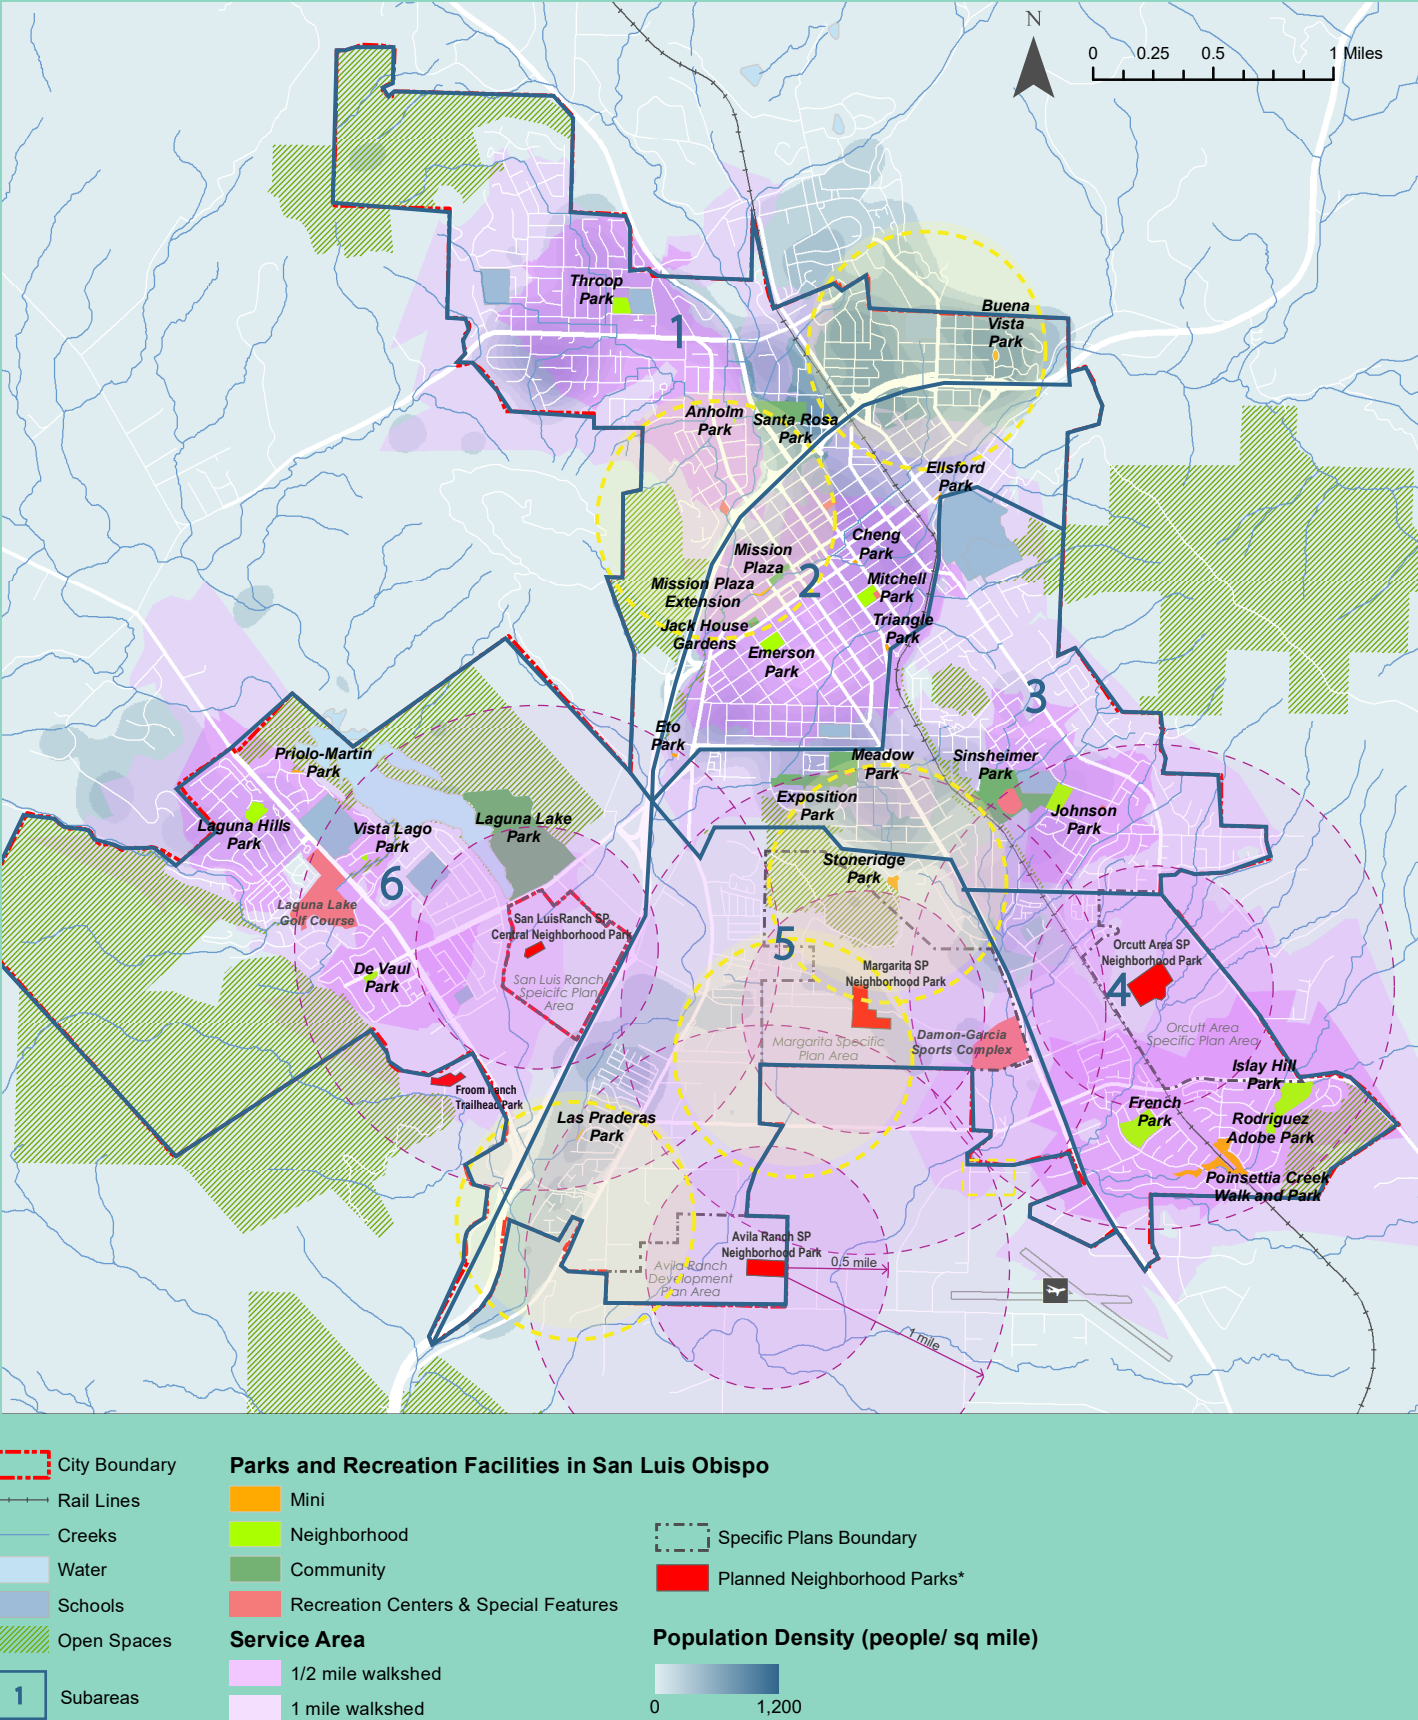 N
0 0.25 0.5 1 Miles
Throop
Park
1
Buena
Vista
Park
Anholm
Park
Santa Rosa
Park
Ellsford
Park
Cheng
Park
Mission
Plaza
2
Mitchell
Park
Mission Plaza
Extension
Triangle
Park
Jack House
Gardens
Emerson
Park
3
Eto
Park
Priolo-Martin
Park
Meadow
Park
Sinsheimer
Park
Exposition
Park
Johnson
Park
Laguna Hills
Park
Vista Lago
Park
Laguna Lake
Park
6
Stoneridge
Park
Laguna Lake
Golf Course
San LuisRanch SP
Central Neighborhood Park
5
Orcutt Area SP
Neighborhood Park
De Vaul
Park
San Luis Ranch
Speicifc Plan
Area
Margarita SP
Neighborhood Park
4
Margarita Specific
Plan Area
Damon-Garcia
Sports Complex
Orcutt Area
Specific Plan Area
Islay Hill
Park
Froom Ranch
Trailhead Park
French
Park
Las Praderas
Park
Rodriguez
Adobe Park
Poinsettia Creek
Walk and Park
Avila Ranch SP
Neighborhood Park
Avila Ranch
Development
Plan Area
0.5 mile
1 mile
City Boundary
Rail Lines
Creeks
Water
Schools
Open Spaces
1
Subareas
Parks and Recreation Facilities in San Luis Obispo
Mini
Neighborhood
Community
Recreation Centers & Special Features
Service Area
1/2 mile walkshed
1 mile walkshed
Specific Plans Boundary
Planned Neighborhood Parks*
Population Density (people/ sq mile)
0 1,200